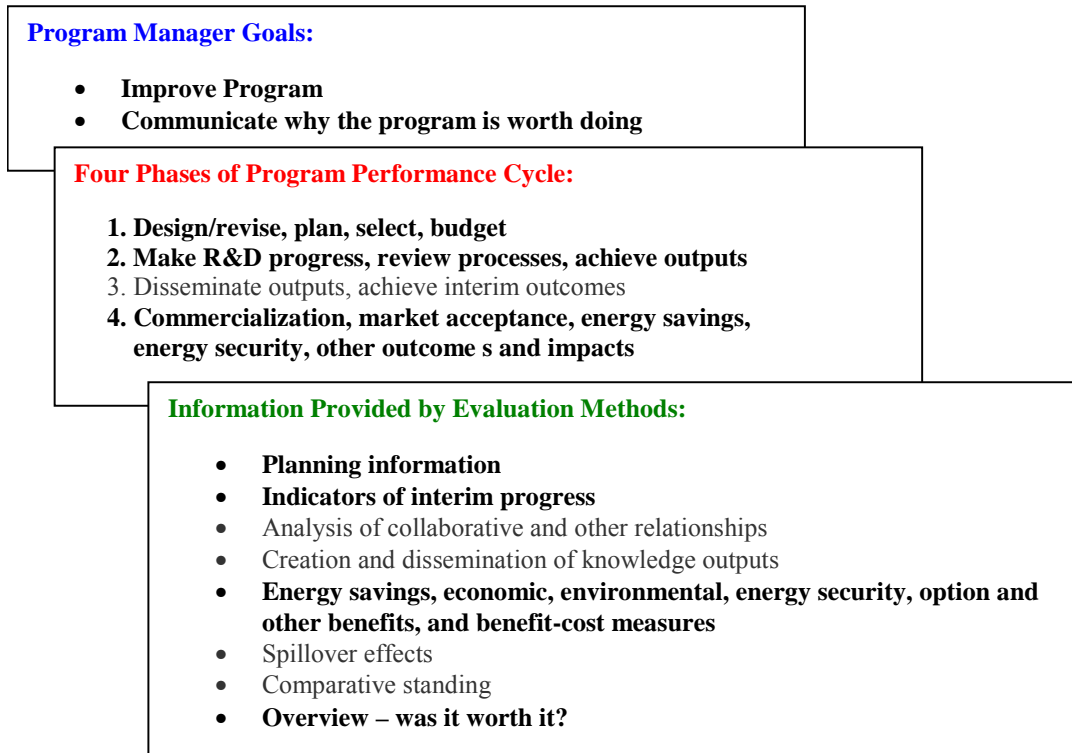 Program Manager Goals:
• Improve Program
• Communicate why the program is worth doing
Four Phases of Program Performance Cycle:
1. Design/revise, plan, select, budget
2. Make R&D progress, review processes, achieve outputs
3. Disseminate outputs, achieve interim outcomes
4. Commercialization, market acceptance, energy savings,
energy security, other outcome s and impacts
Information Provided by Evaluation Methods:
• Planning information
• Indicators of interim progress
• Analysis of collaborative and other relationships
• Creation and dissemination of knowledge outputs
• Energy savings, economic, environmental, energy security, option and
other benefits, and benefit-cost measures
• Spillover effects
• Comparative standing
• Overview – was it worth it?